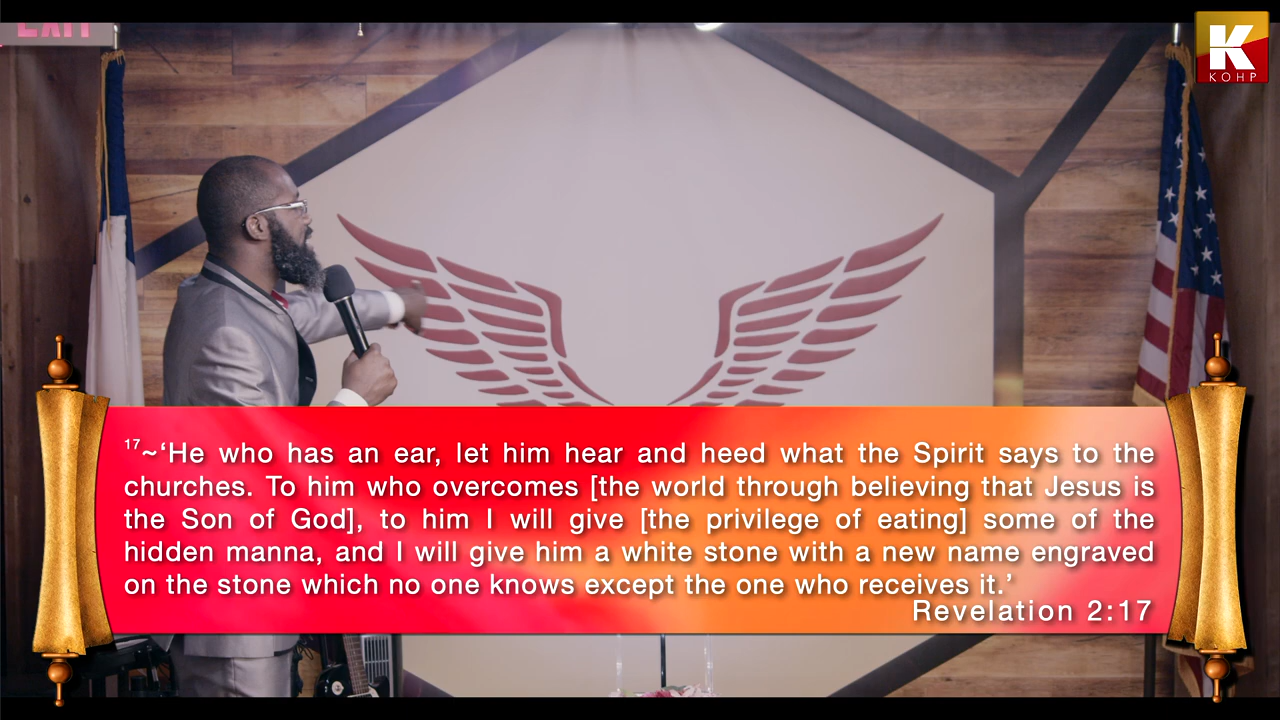 EXIT
K
KOHP
17~‘He who has an ear, let him hear and heed what the Spirit says to the
churches. To him who overcomes [the world through believing that Jesus is
the Son of God], to him I will give [the privilege of eating] some of the
hidden manna, and I will give him a white stone with a new name engraved
on the stone which no one knows except the one who receives it.’
Revelation 2:17